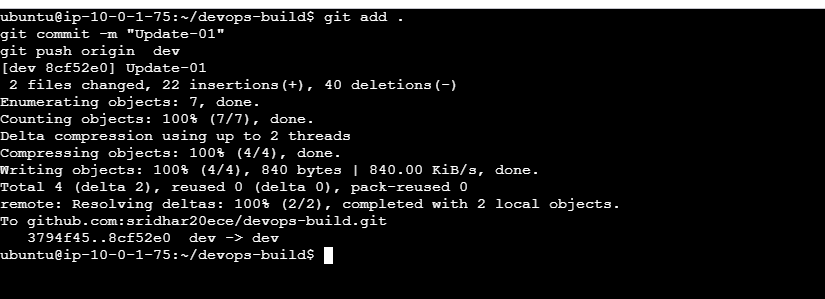 ubuntu@ip-10-0-1-75:~/devops-build$ git add .
git commit -m "Update-01"
git push origin  dev
[dev 8cf52e0] Update-01
 2 files changed, 22 insertions(+), 40 deletions(-)
Enumerating objects: 7, done.
Counting objects: 100% (7/7), done.
Delta compression using up to 2 threads
Compressing objects: 100% (4/4), done.
Writing objects: 100% (4/4), 840 bytes | 840.00 KiB/s, done.
Total 4 (delta 2), reused 0 (delta 0), pack-reused 0
remote: Resolving deltas: 100% (2/2), completed with 2 local objects.
To github.com:sridhar20ece/devops-build.git
   3794f45..8cf52e0  dev -> dev
ubuntu@ip-10-0-1-75:~/devops-build$